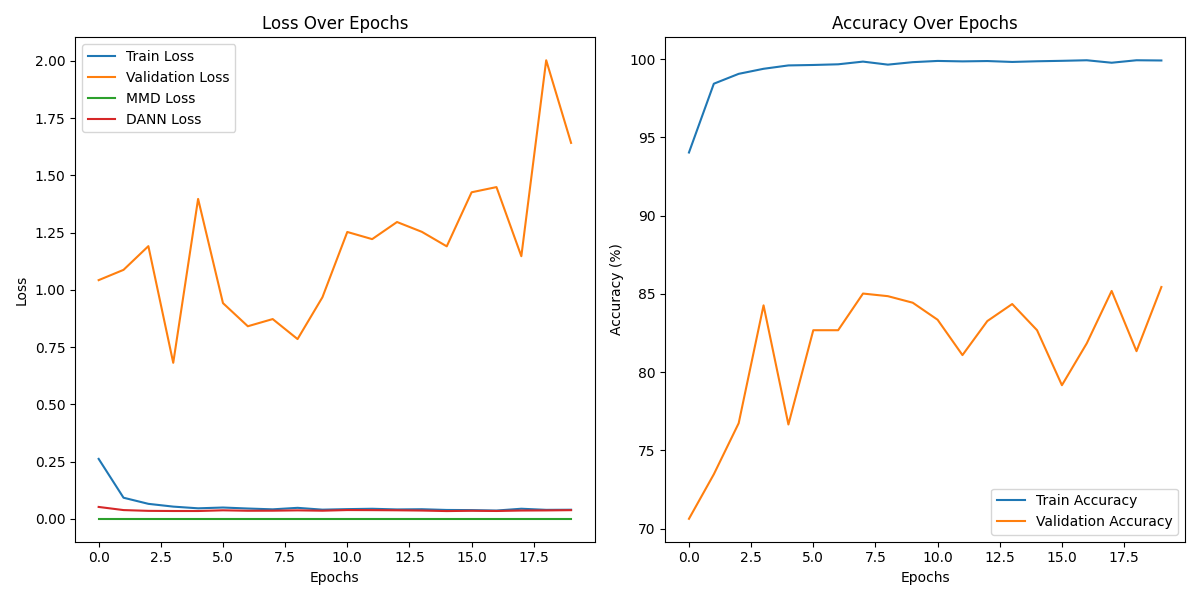 Loss Over Epochs
Train Loss
Validation Loss
MMD Loss
DANN Loss
2.00
1.75
1.50
1.25
1.00
0.75
0.50
0.25
0.00
Loss
0.0 2.5 5.0 7.5 10.0 12.5 15.0 17.5
Epochs
Accuracy Over Epochs
100
95
90
85
80
75
70
Accuracy (%)
Train Accuracy
Validation Accuracy
0.0 2.5 5.0 7.5 10.0 12.5 15.0 17.5
Epochs